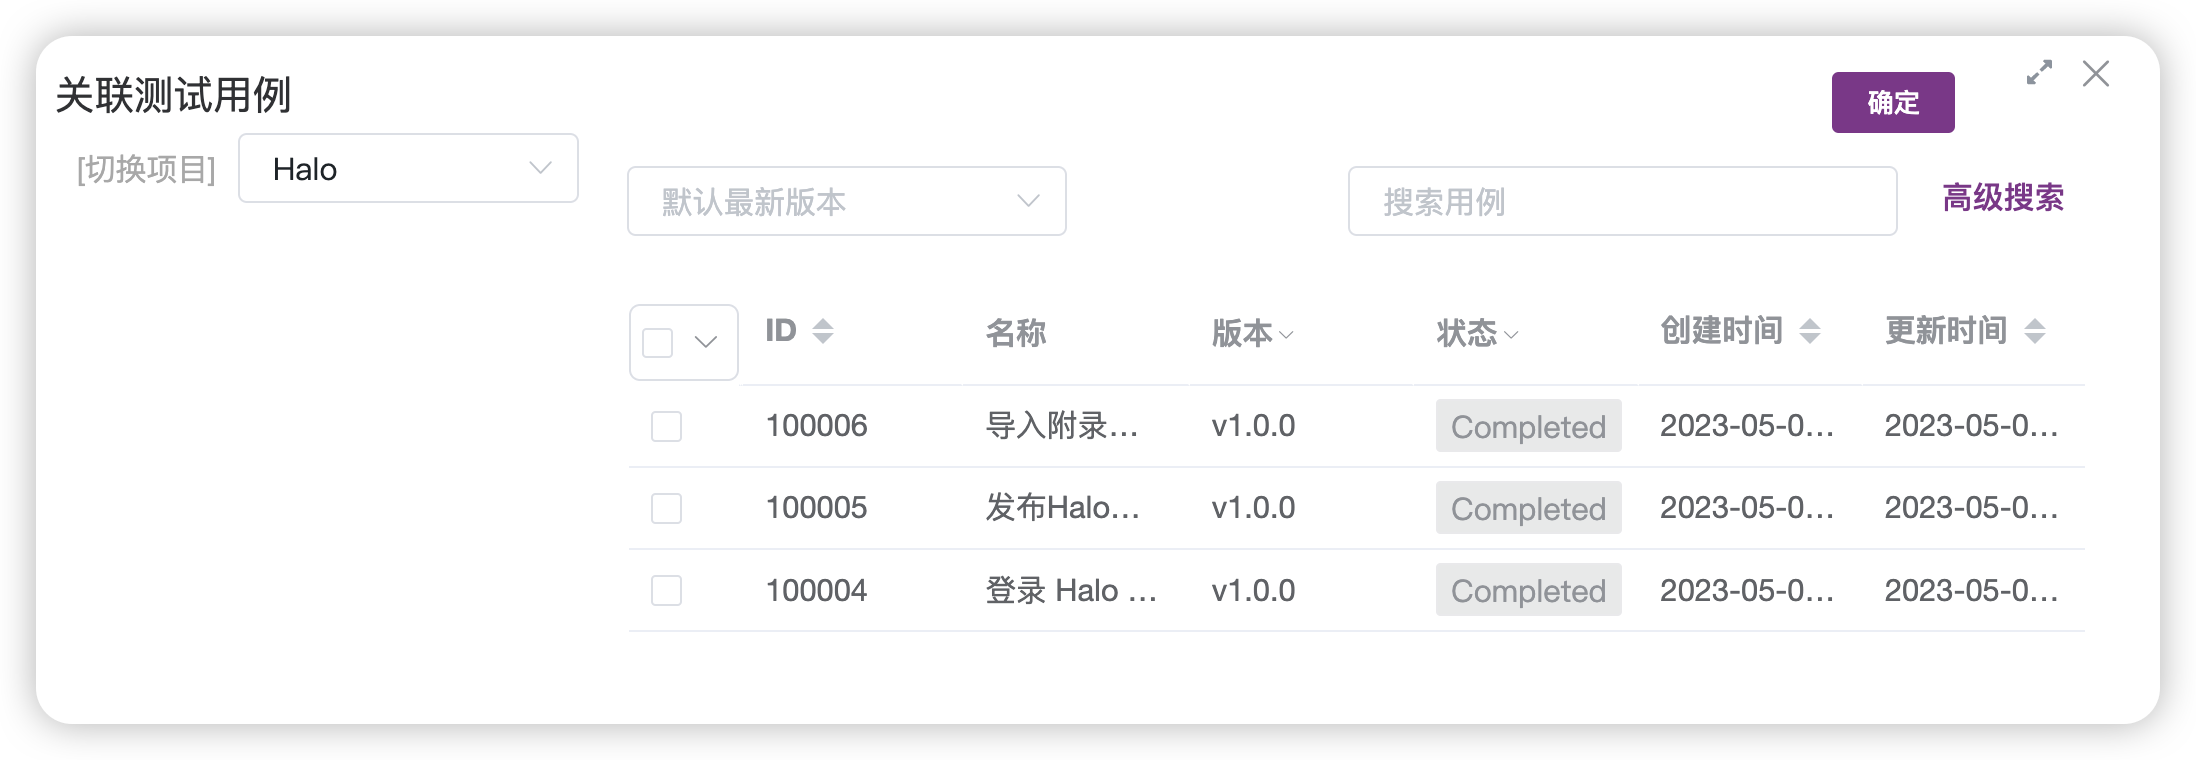 关联测试用例
确定
[切换项目] Halo
默认最新版本 搜索用例 高级搜索
ID 名称 版本 状态 创建时间 更新时间
100006 导入附录... v1.0.0 Completed 2023-05-0... 2023-05-0...
100005 发布Halo... v1.0.0 Completed 2023-05-0... 2023-05-0...
100004 登录 Halo ... v1.0.0 Completed 2023-05-0... 2023-05-0...